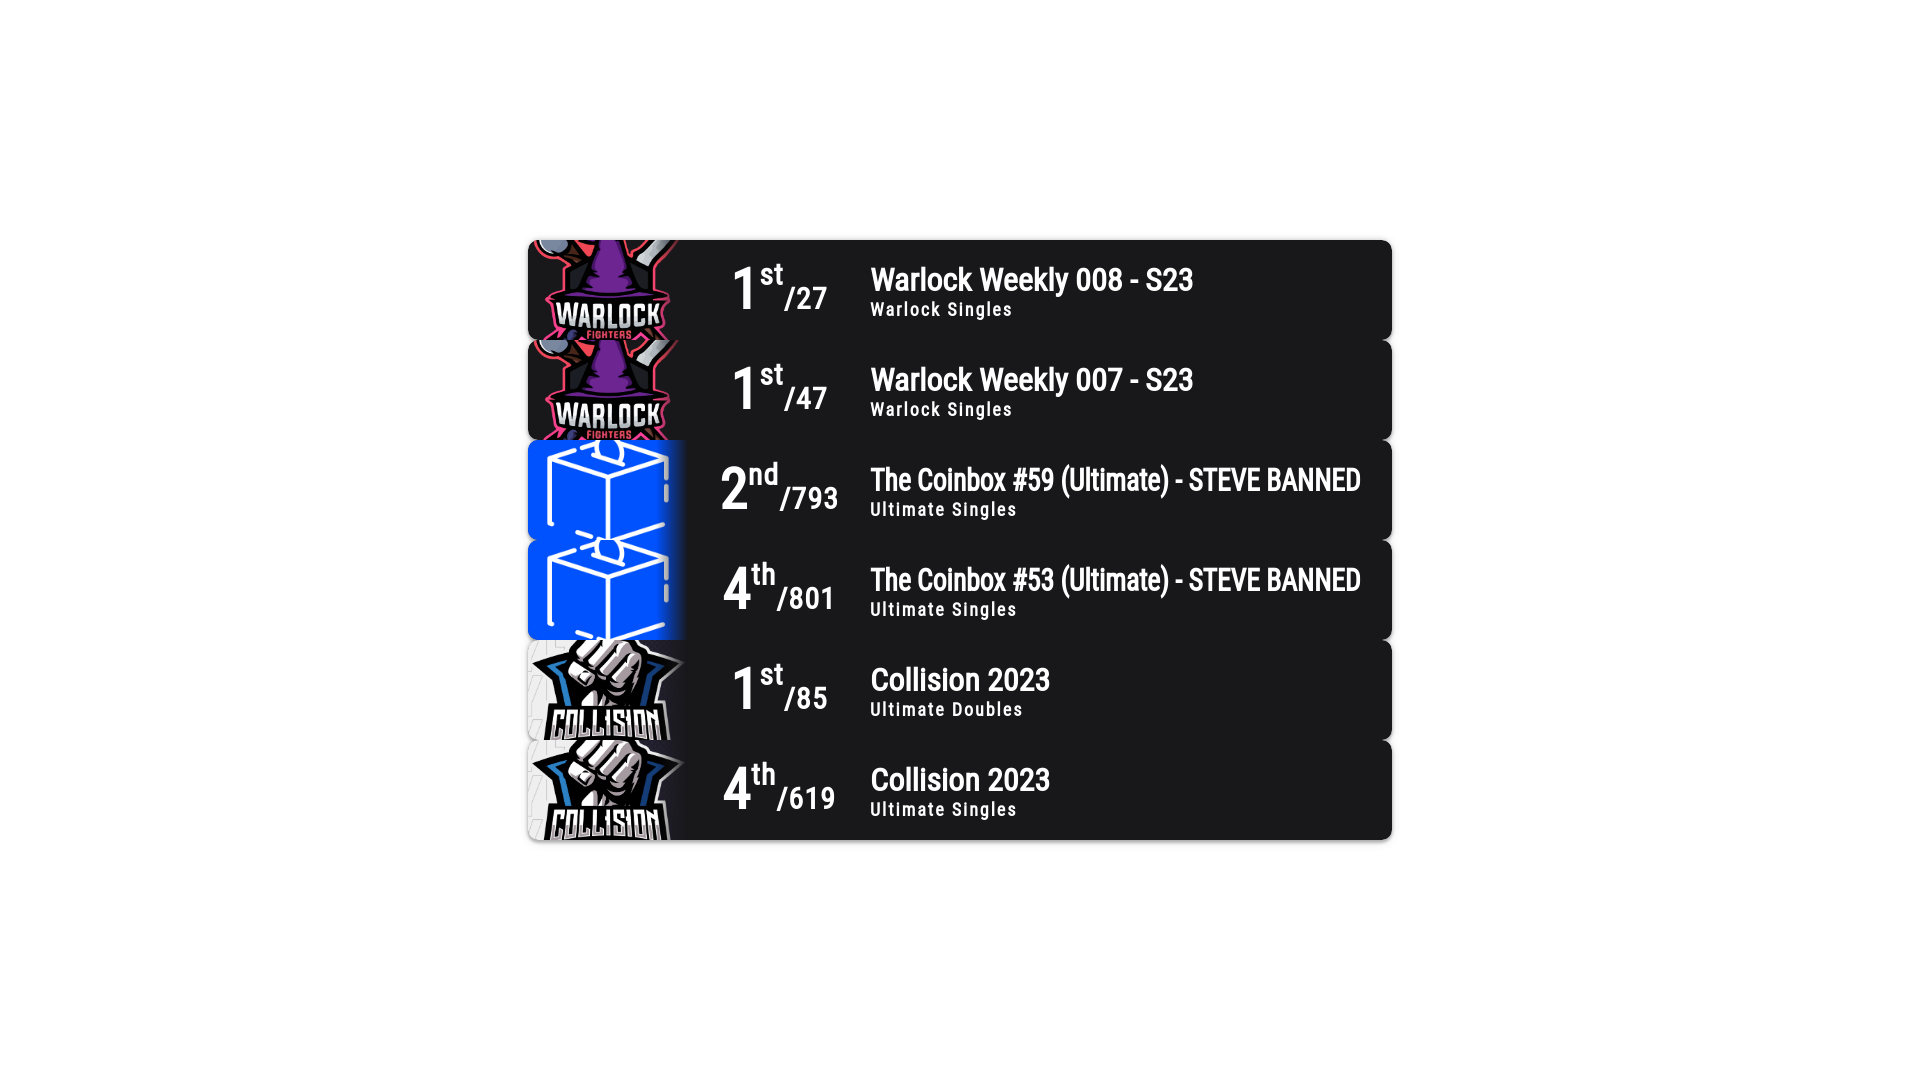 WARLOCK
FIGHTERS
1st/27
Warlock Weekly 008 - S23
Warlock Singles
WARLOCK
FIGHTERS
1st/47
Warlock Weekly 007 - S23
Warlock Singles
2nd/793
The Coinbox #59 (Ultimate) - STEVE BANNED
Ultimate Singles
4th/801
The Coinbox #53 (Ultimate) - STEVE BANNED
Ultimate Singles
COLLISION
1st/85
Collision 2023
Ultimate Doubles
COLLISION
4th/619
Collision 2023
Ultimate Singles